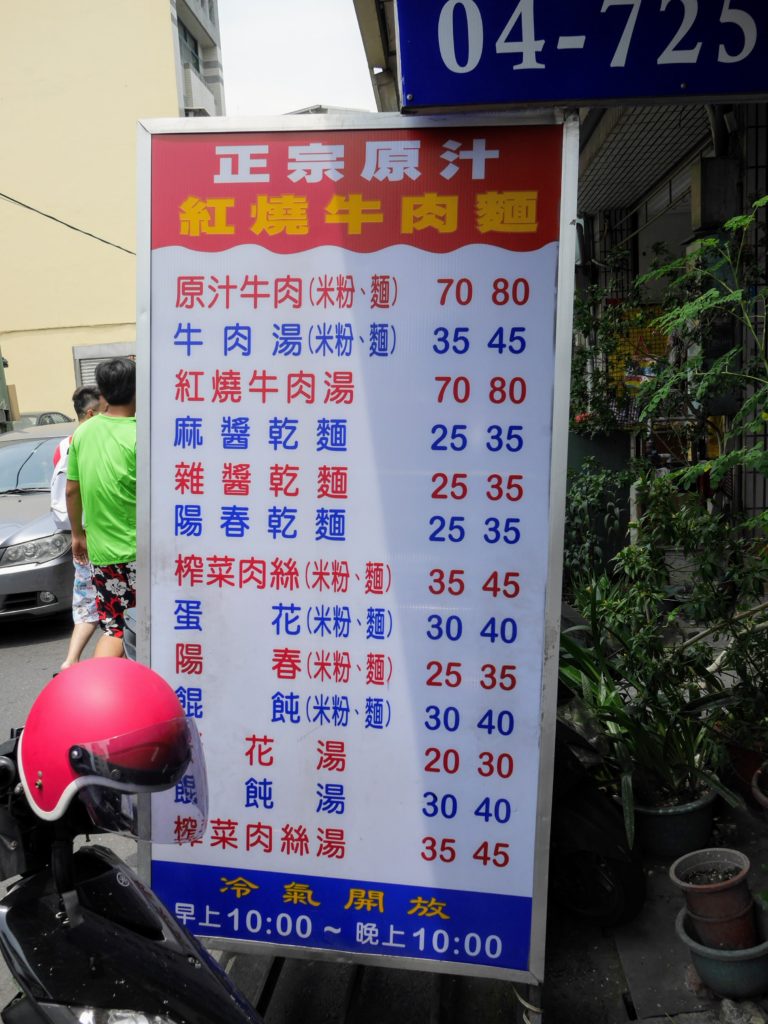 04-725
正宗原汁
紅燒牛肉麵
原汁牛肉(米粉、麵) 70 80
牛肉湯(米粉、麵) 35 45
紅燒牛肉湯 70 80
麻醬乾麵 25 35
雜醬乾麵 25 35
陽春乾麵 25 35
榨菜肉絲(米粉、麵) 35 45
蛋花(米粉、麵) 30 40
陽春(米粉、麵) 25 35
餛飩(米粉、麵) 30 40
花湯 20 30
餛飩湯 30 40
榨菜肉絲湯 35 45
冷氣開放
早上10:00 ~ 晚上10:00